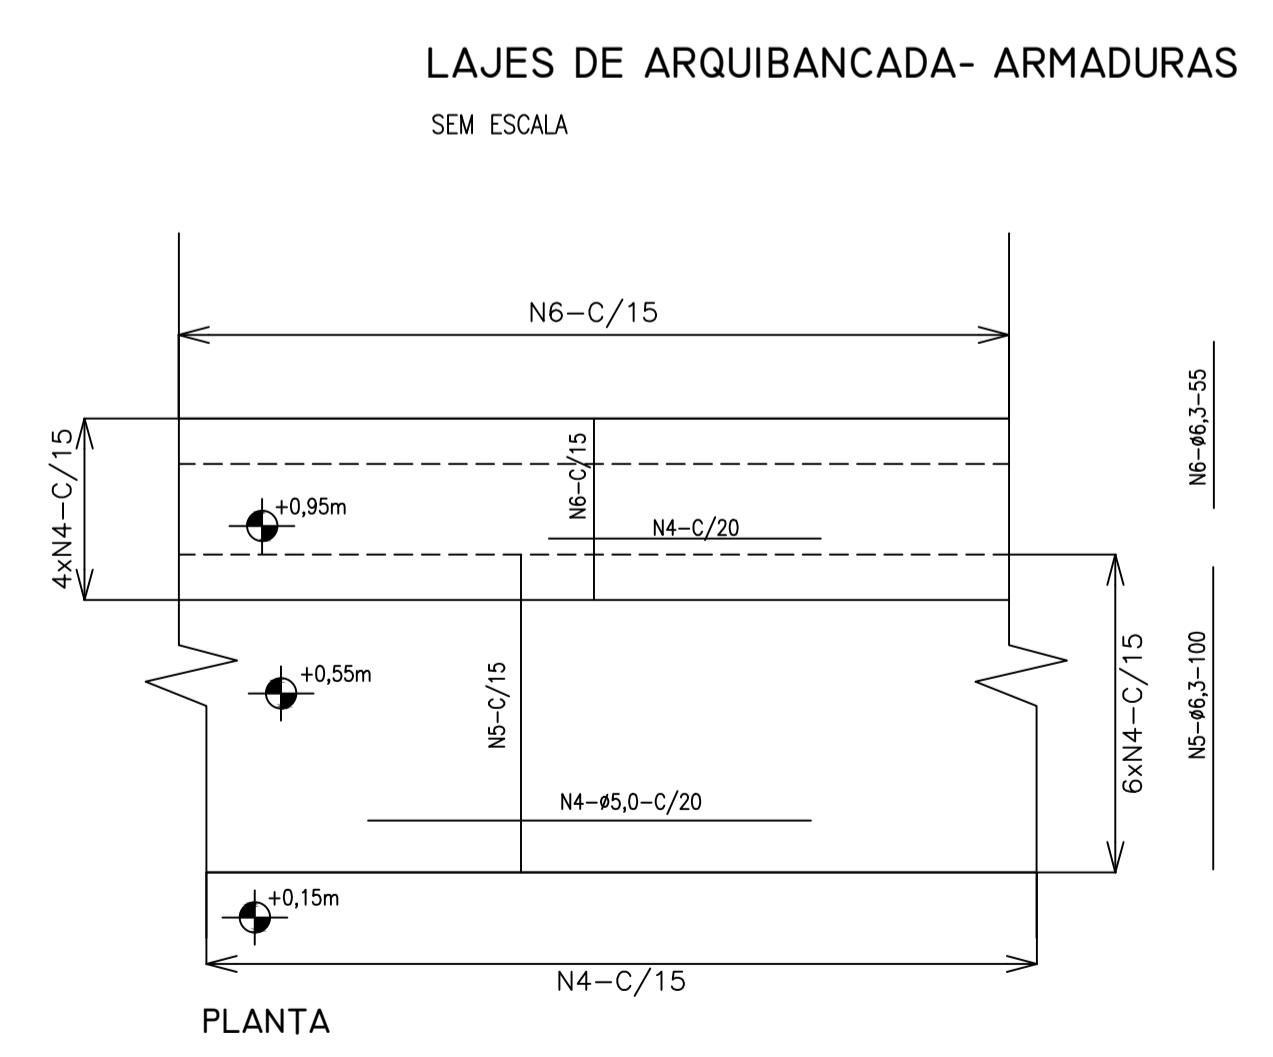 LAJES DE ARQUIBANCADA- ARMADURAS
SEM ESCALA
N6-C/15
N6-ø6,3-55
4xN4-C/15
N6-C/15
+0,95m
N4-C/20
+0,55m
N5-C/15
6xN4-C/15
N5-ø6,3-100
N4-ø5,0-C/20
+0,15m
N4-C/15
PLANTA